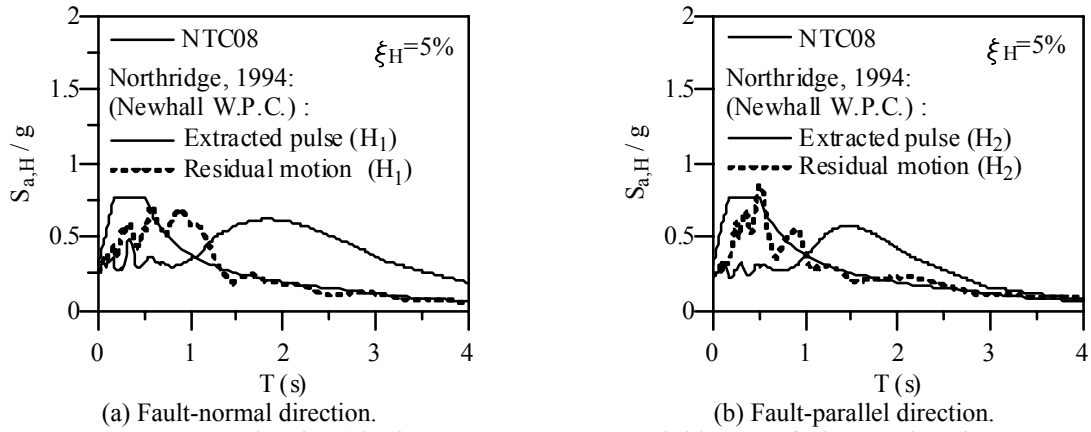 2
NTC08
ξH=5%
1.5
Northridge, 1994:
(Newhall W.P.C.) :
Extracted pulse (H1)
1
Residual motion (H1)
Sa,H / g
0.5
0
0 1 2 3 4
T (s)
(a) Fault-normal direction.
2
NTC08
ξH=5%
1.5
Northridge, 1994:
(Newhall W.P.C.) :
Extracted pulse (H2)
1
Residual motion (H2)
Sa,H / g
0.5
0
0 1 2 3 4
T (s)
(b) Fault-parallel direction.